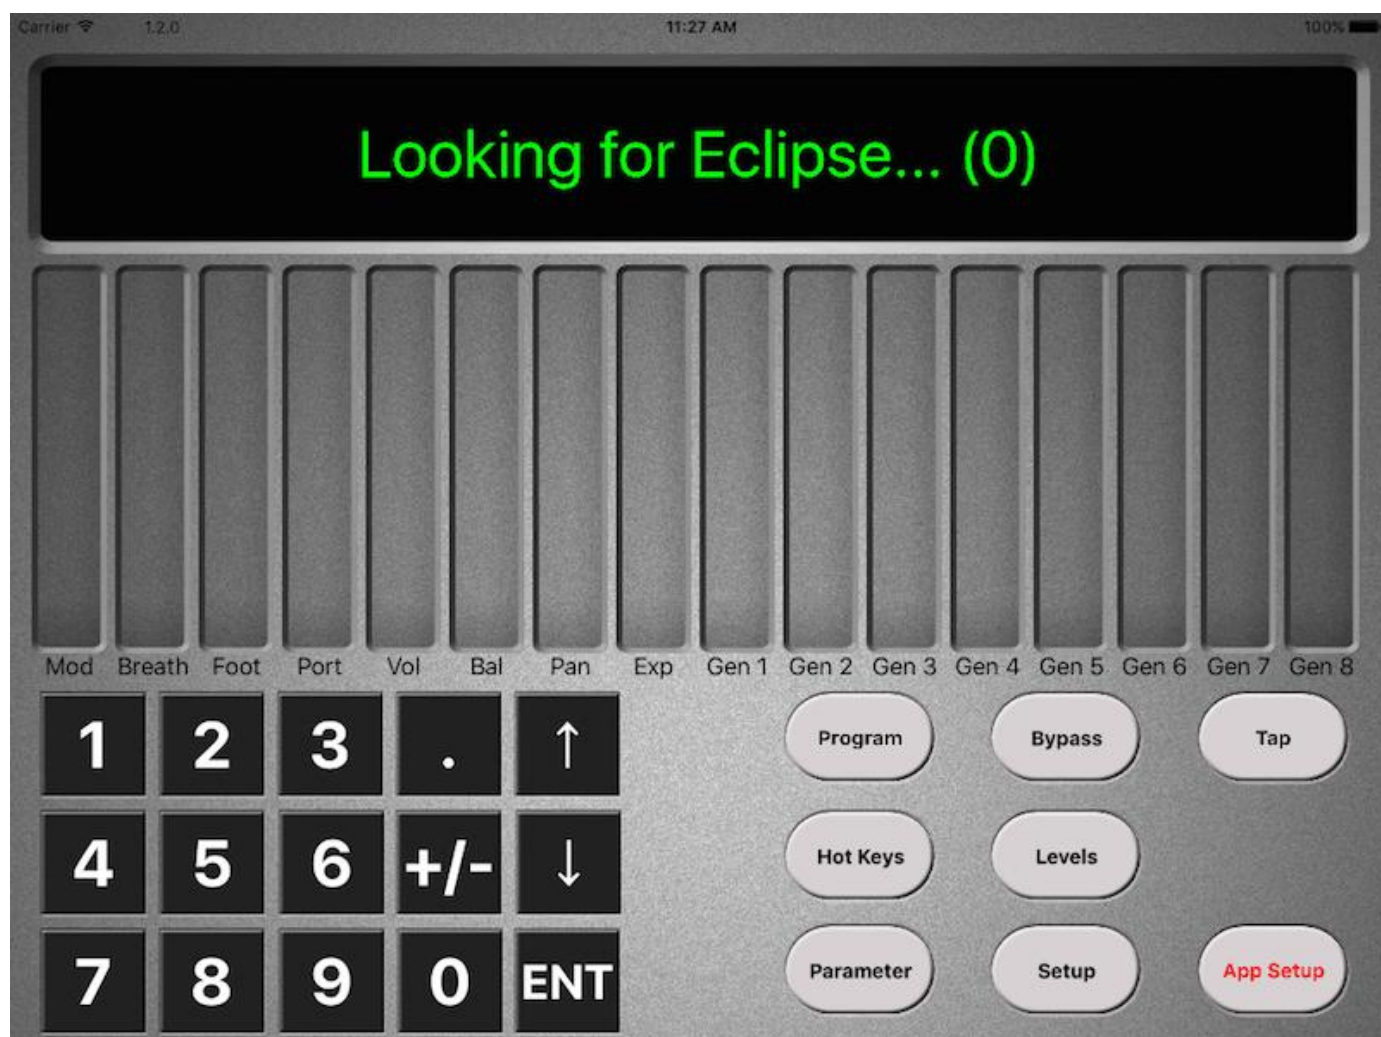 Carrier 1.2.0 11:27 AM 100%
Looking for Eclipse... (0)
Mod Breath Foot Port Vol Bal Pan Exp Gen 1 Gen 2 Gen 3 Gen 4 Gen 5 Gen 6 Gen 7 Gen 8
1 2 3 . ↑ Program Bypass Tap
4 5 6 +/- ↓ Hot Keys Levels
7 8 9 0 ENT Parameter Setup App Setup